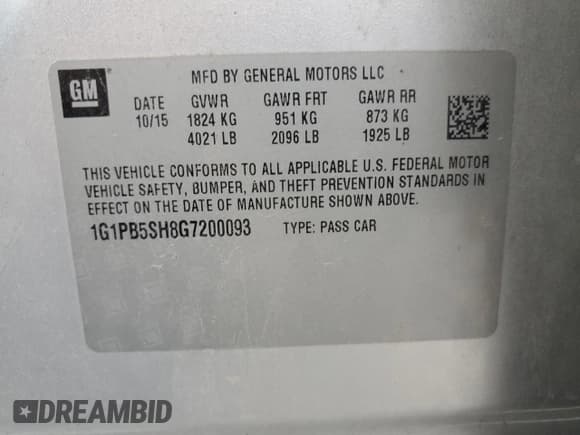 GM
MFD BY GENERAL MOTORS LLC
DATE GVWR GAWR FRT GAWR RR
10/15 1824 KG 951 KG 873 KG
4021 LB 2096 LB 1925 LB
THIS VEHICLE CONFORMS TO ALL APPLICABLE U.S. FEDERAL MOTOR
VEHICLE SAFETY, BUMPER, AND THEFT PREVENTION STANDARDS IN
EFFECT ON THE DATE OF MANUFACTURE SHOWN ABOVE.
1G1PB5SH8G7200093 TYPE: PASS CAR
DREAMBID